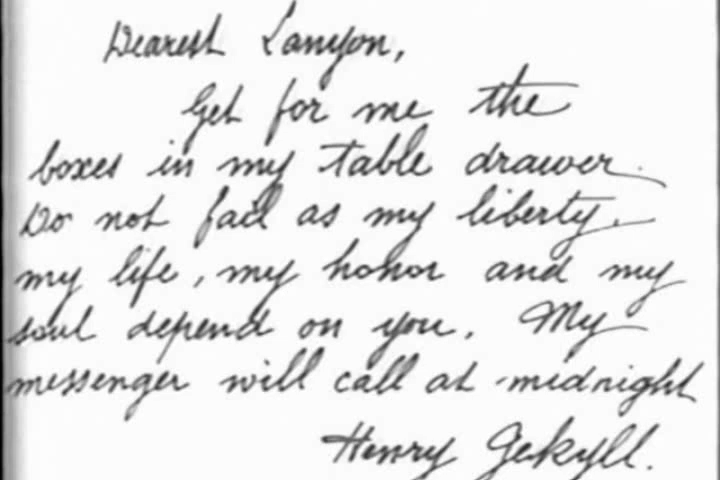 Dearest Lanyon,
Get for me the
boxes in my table drawer.
Do not fail as my liberty,
my life, my honor and my
soul depend on you. My
messenger will call at midnight
Henry Jekyll.